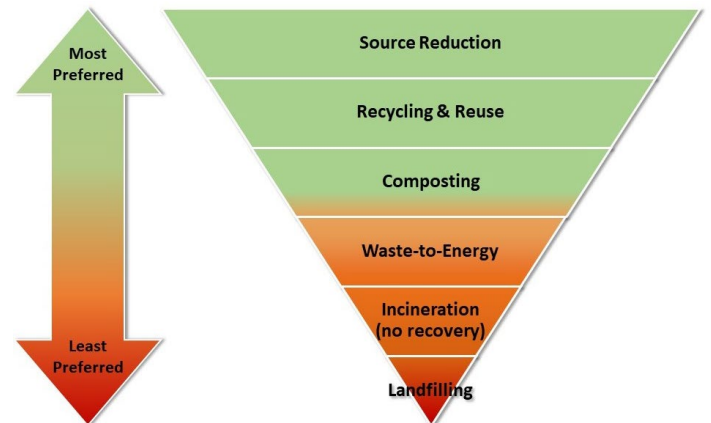 Most
Preferred
Source Reduction
Recycling & Reuse
Composting
Waste-to-Energy
Incineration
(no recovery)
Least
Preferred
Landfilling